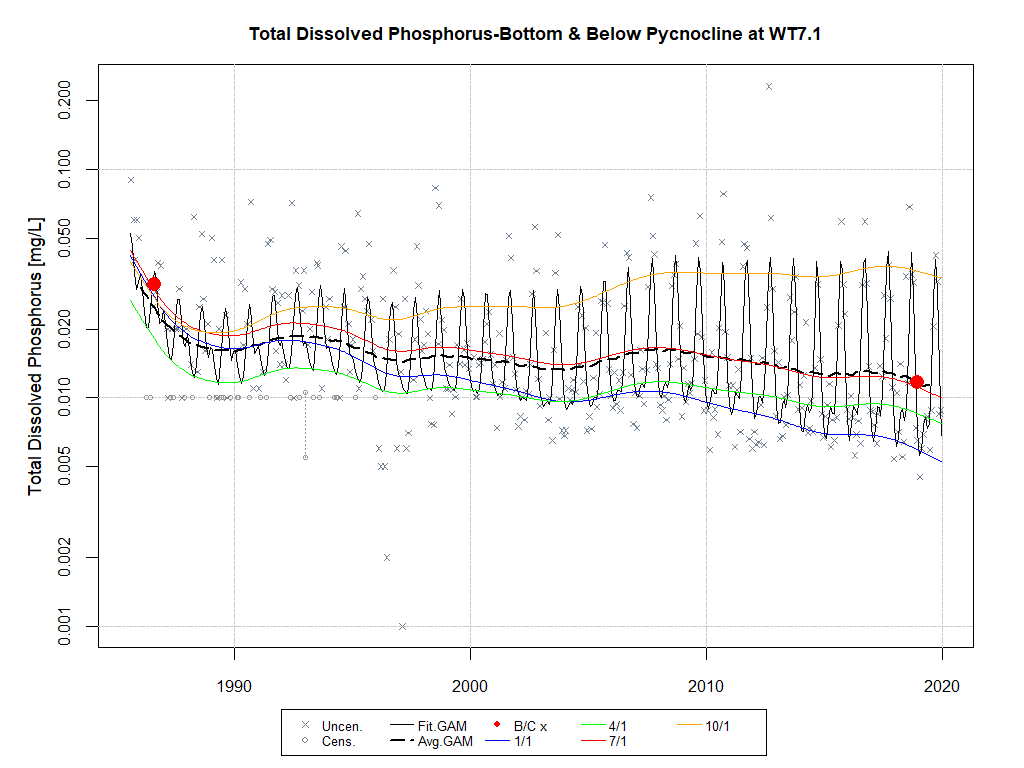 Total Dissolved Phosphorus-Bottom & Below Pycnocline at WT7.1
Total Dissolved Phosphorus [mg/L]
0.200
0.100
0.050
0.020
0.010
0.005
0.002
0.001
1990 2000 2010 2020
Uncen. Fit.GAM B/C x 4/1 10/1
Cens. Avg.GAM 1/1 7/1